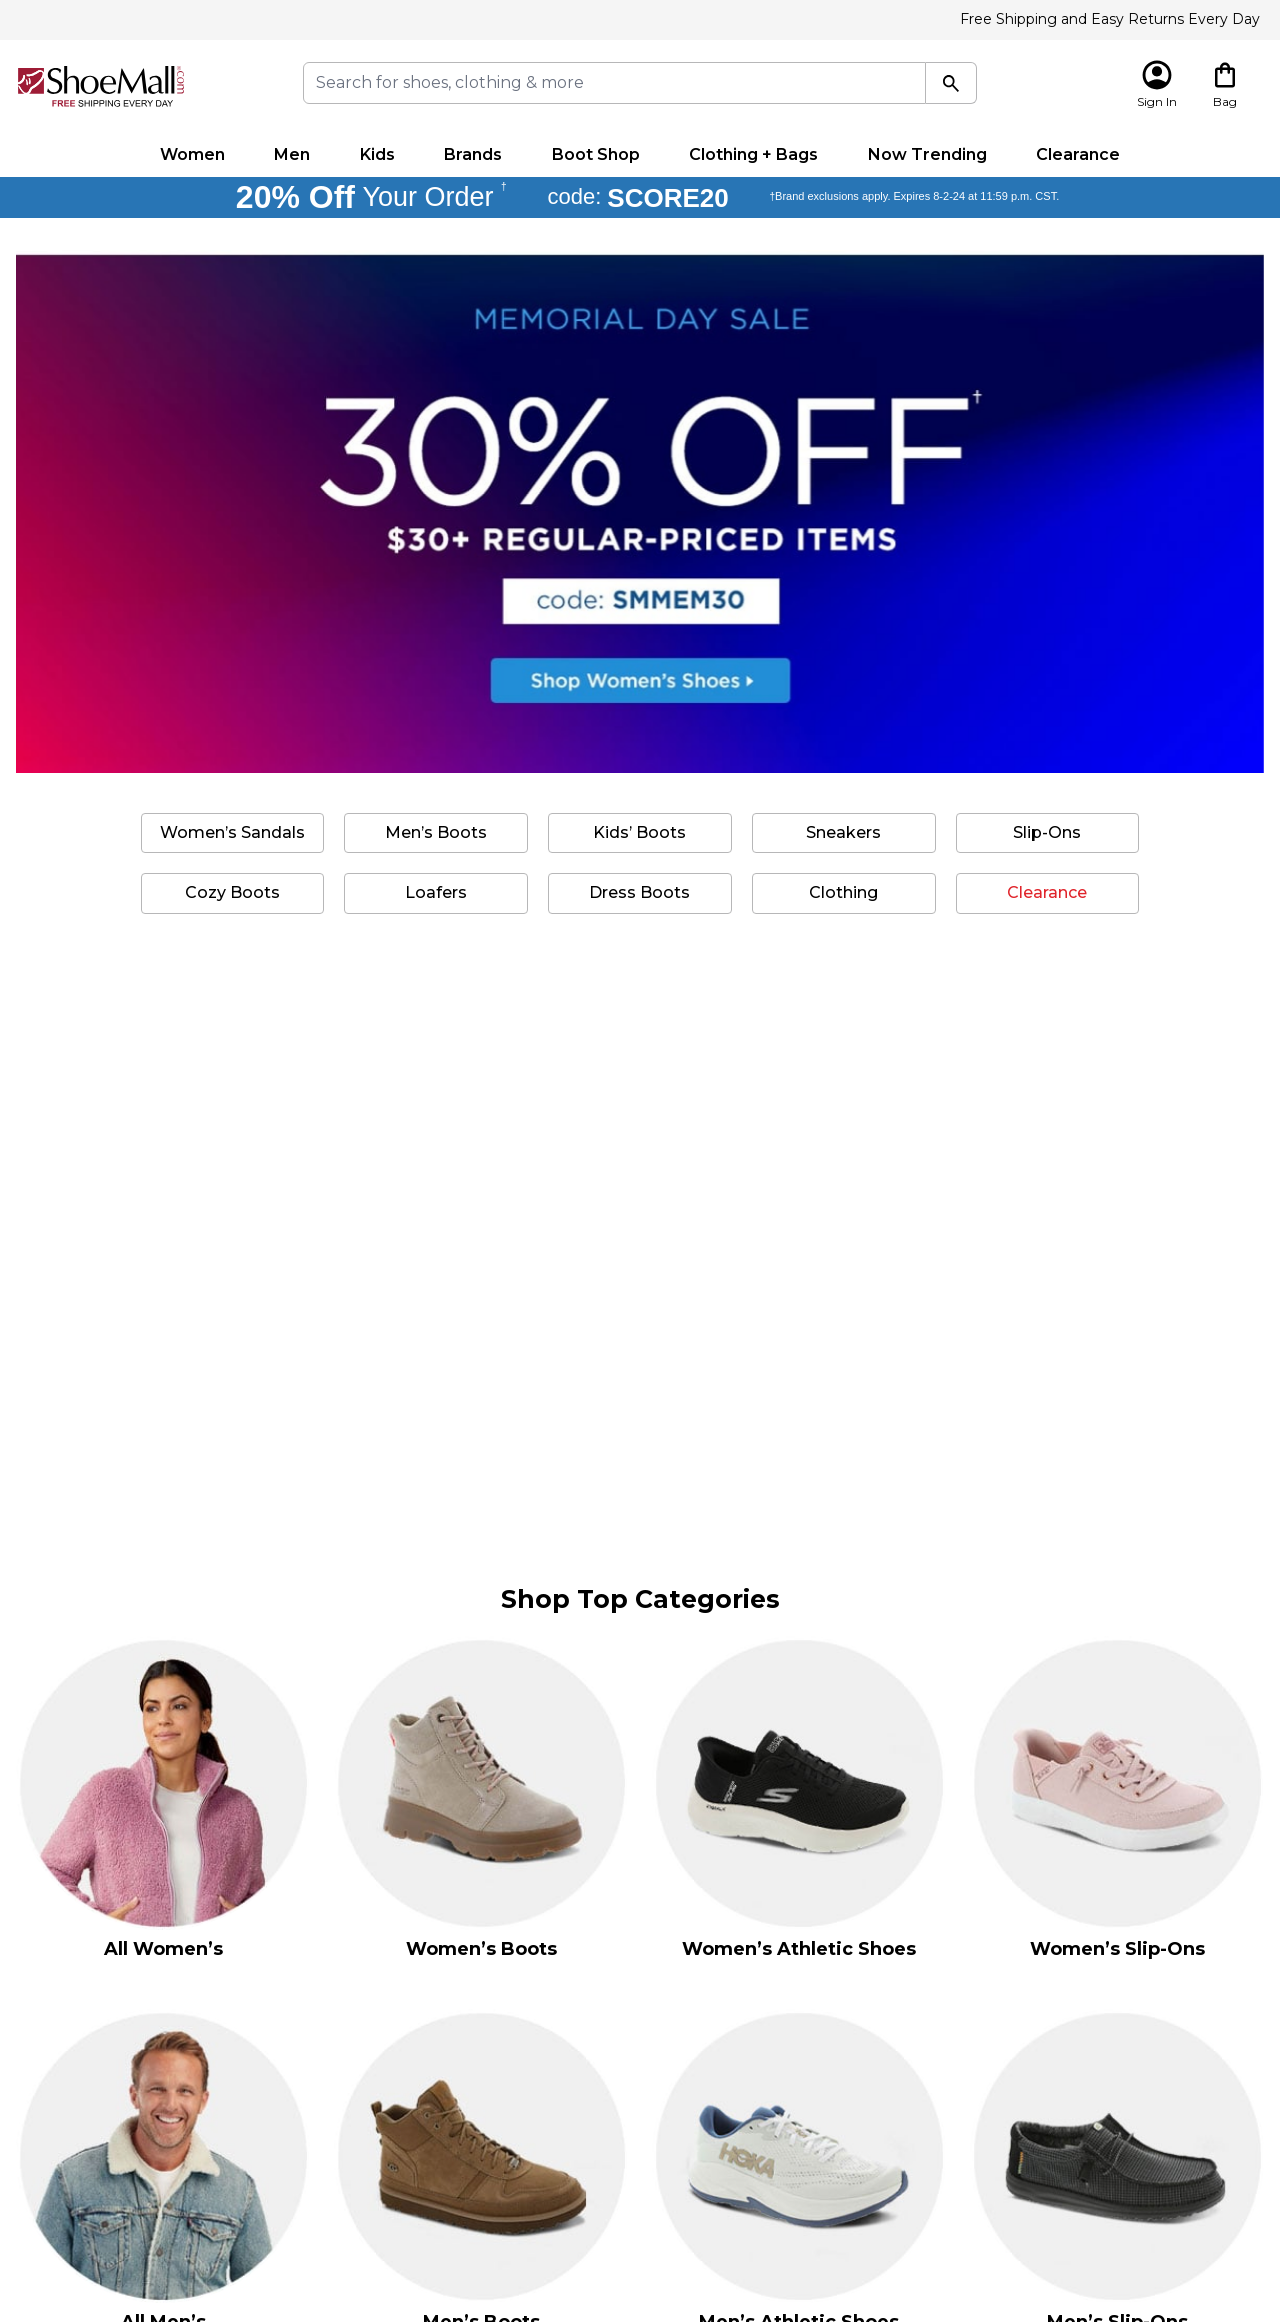 Free Shipping and Easy Returns Every Day
ShoeMall.com
FREE SHIPPING EVERY DAY
Search for shoes, clothing & more
Sign In
Bag
Women
Men
Kids
Brands
Boot Shop
Clothing + Bags
Now Trending
Clearance
20% Off Your Order † code: SCORE20 †Brand exclusions apply. Expires 8-2-24 at 11:59 p.m. CST.
MEMORIAL DAY SALE
30% OFF†
$30+ REGULAR-PRICED ITEMS
code: SMMEM30
Shop Women's Shoes
Women’s Sandals
Men’s Boots
Kids’ Boots
Sneakers
Slip-Ons
Cozy Boots
Loafers
Dress Boots
Clothing
Clearance
Shop Top Categories
All Women’s
Women’s Boots
Women’s Athletic Shoes
Women’s Slip-Ons
HOKA
All Men’s
Men’s Boots
Men’s Athletic Shoes
Men’s Slip-Ons